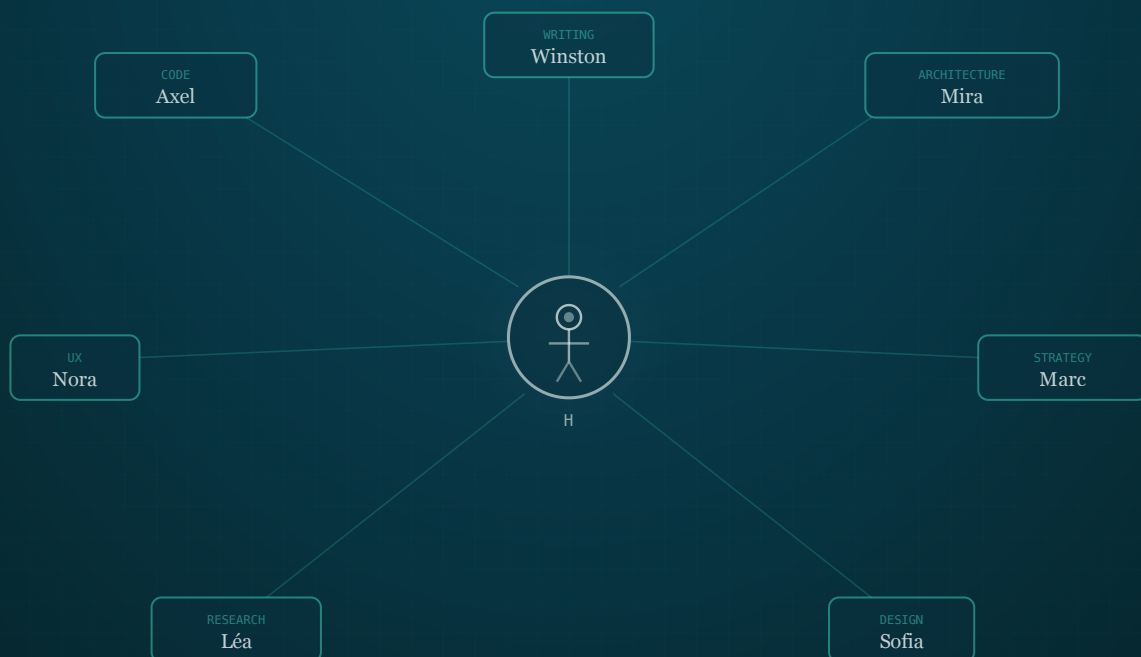 WRITING
Winston
CODE
Axel
ARCHITECTURE
Mira
UX
Nora
STRATEGY
Marc
H
RESEARCH
Léa
DESIGN
Sofia